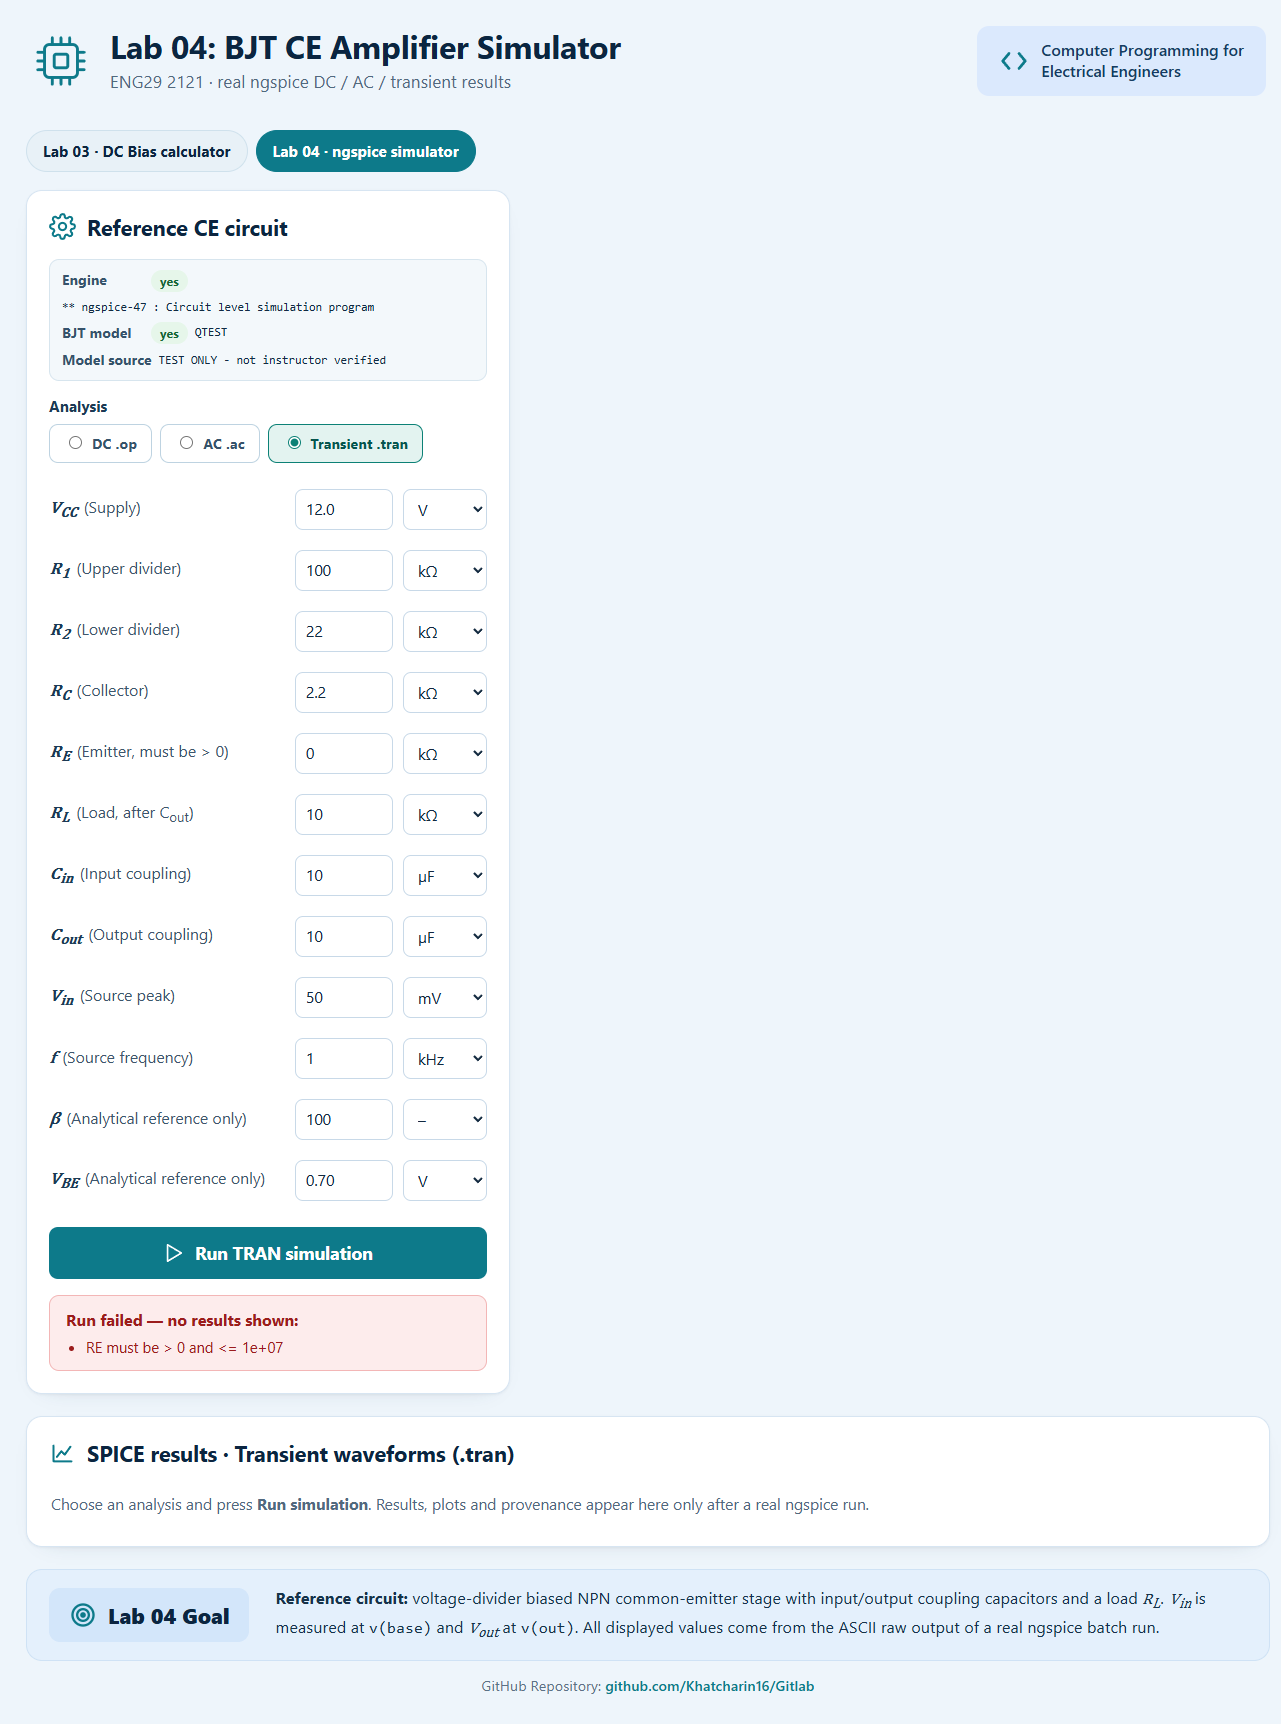 Lab 04: BJT CE Amplifier Simulator
ENG29 2121 · real ngspice DC / AC / transient results
Computer Programming for
Electrical Engineers
Lab 03 · DC Bias calculator
Lab 04 · ngspice simulator
Reference CE circuit
Engine yes
** ngspice-47 : Circuit level simulation program
BJT model yes QTEST
Model source TEST ONLY - not instructor verified
Analysis
DC .op
AC .ac
Transient .tran
VCC (Supply) 12.0 V
R1 (Upper divider) 100 kΩ
R2 (Lower divider) 22 kΩ
RC (Collector) 2.2 kΩ
RE (Emitter, must be > 0) 0 kΩ
RL (Load, after Cout) 10 kΩ
Cin (Input coupling) 10 µF
Cout (Output coupling) 10 µF
Vin (Source peak) 50 mV
f (Source frequency) 1 kHz
β (Analytical reference only) 100 –
VBE (Analytical reference only) 0.70 V
Run TRAN simulation
Run failed — no results shown:
• RE must be > 0 and <= 1e+07
SPICE results · Transient waveforms (.tran)
Choose an analysis and press Run simulation. Results, plots and provenance appear here only after a real ngspice run.
Lab 04 Goal
Reference circuit: voltage-divider biased NPN common-emitter stage with input/output coupling capacitors and a load RL. Vin is
measured at v(base) and Vout at v(out). All displayed values come from the ASCII raw output of a real ngspice batch run.
GitHub Repository: github.com/Khatcharin16/Gitlab